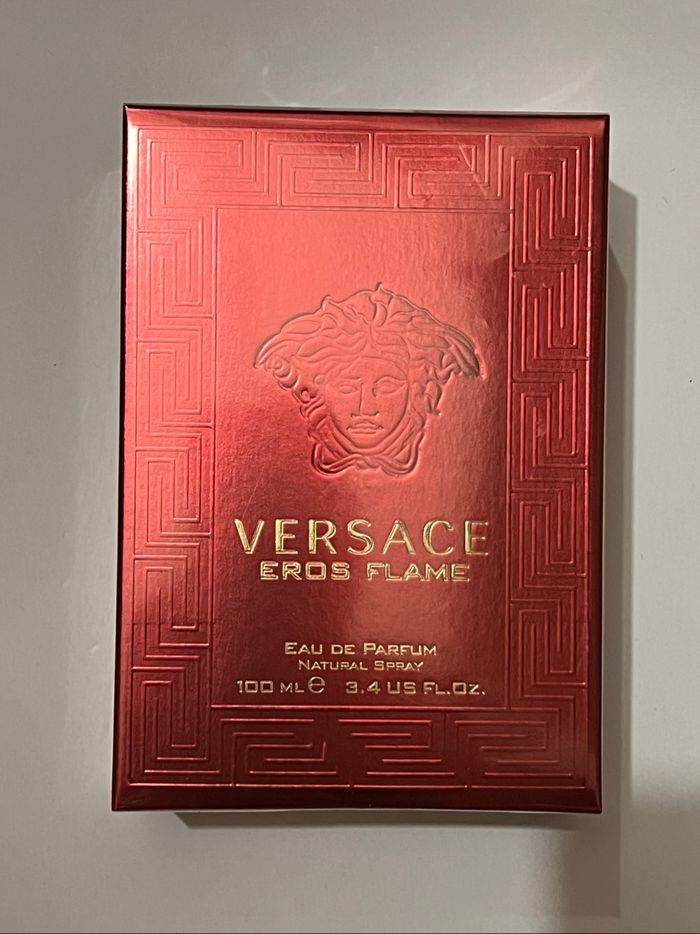 VERSACE
EROS FLAME
EAU DE PARFUM
NATURAL SPRAY
100 ML ℮ 3.4 US FL.OZ.